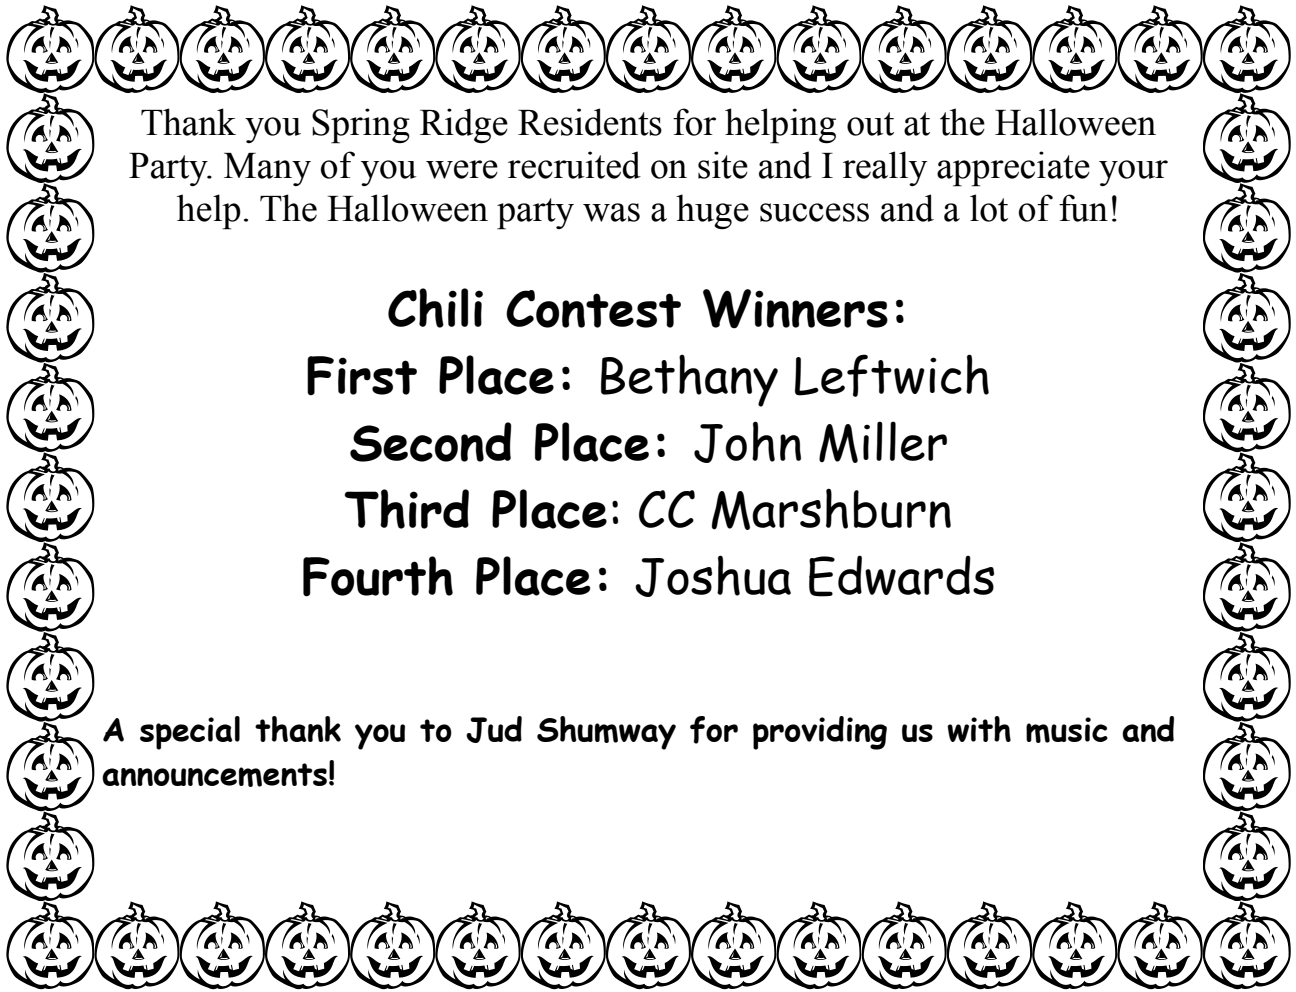 Thank you Spring Ridge Residents for helping out at the Halloween
Party. Many of you were recruited on site and I really appreciate your
help. The Halloween party was a huge success and a lot of fun!
Chili Contest Winners:
First Place: Bethany Leftwich
Second Place: John Miller
Third Place: CC Marshburn
Fourth Place: Joshua Edwards
A special thank you to Jud Shumway for providing us with music and
announcements!